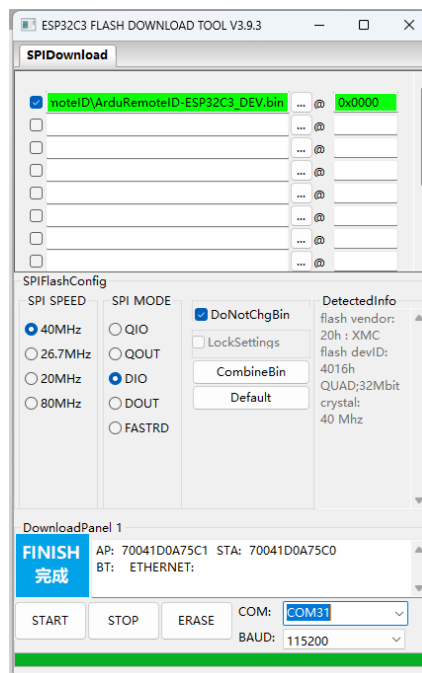 ESP32C3 FLASH DOWNLOAD TOOL V3.9.3
SPIDownload
noteID\ArduRemoteID-ESP32C3_DEV.bin ... @ 0x0000
... @
... @
... @
... @
... @
... @
... @
SPIFlashConfig
SPI SPEED
40MHz
26.7MHz
20MHz
80MHz
SPI MODE
QIO
QOUT
DIO
DOUT
FASTRD
DoNotChgBin
LockSettings
CombineBin
Default
DetectedInfo
flash vendor:
20h : XMC
flash devID:
4016h
QUAD;32Mbit
crystal:
40 Mhz
DownloadPanel 1
FINISH
完成
AP: 70041D0A75C1 STA: 70041D0A75C0
BT: ETHERNET:
START
STOP
ERASE
COM: COM31
BAUD: 115200